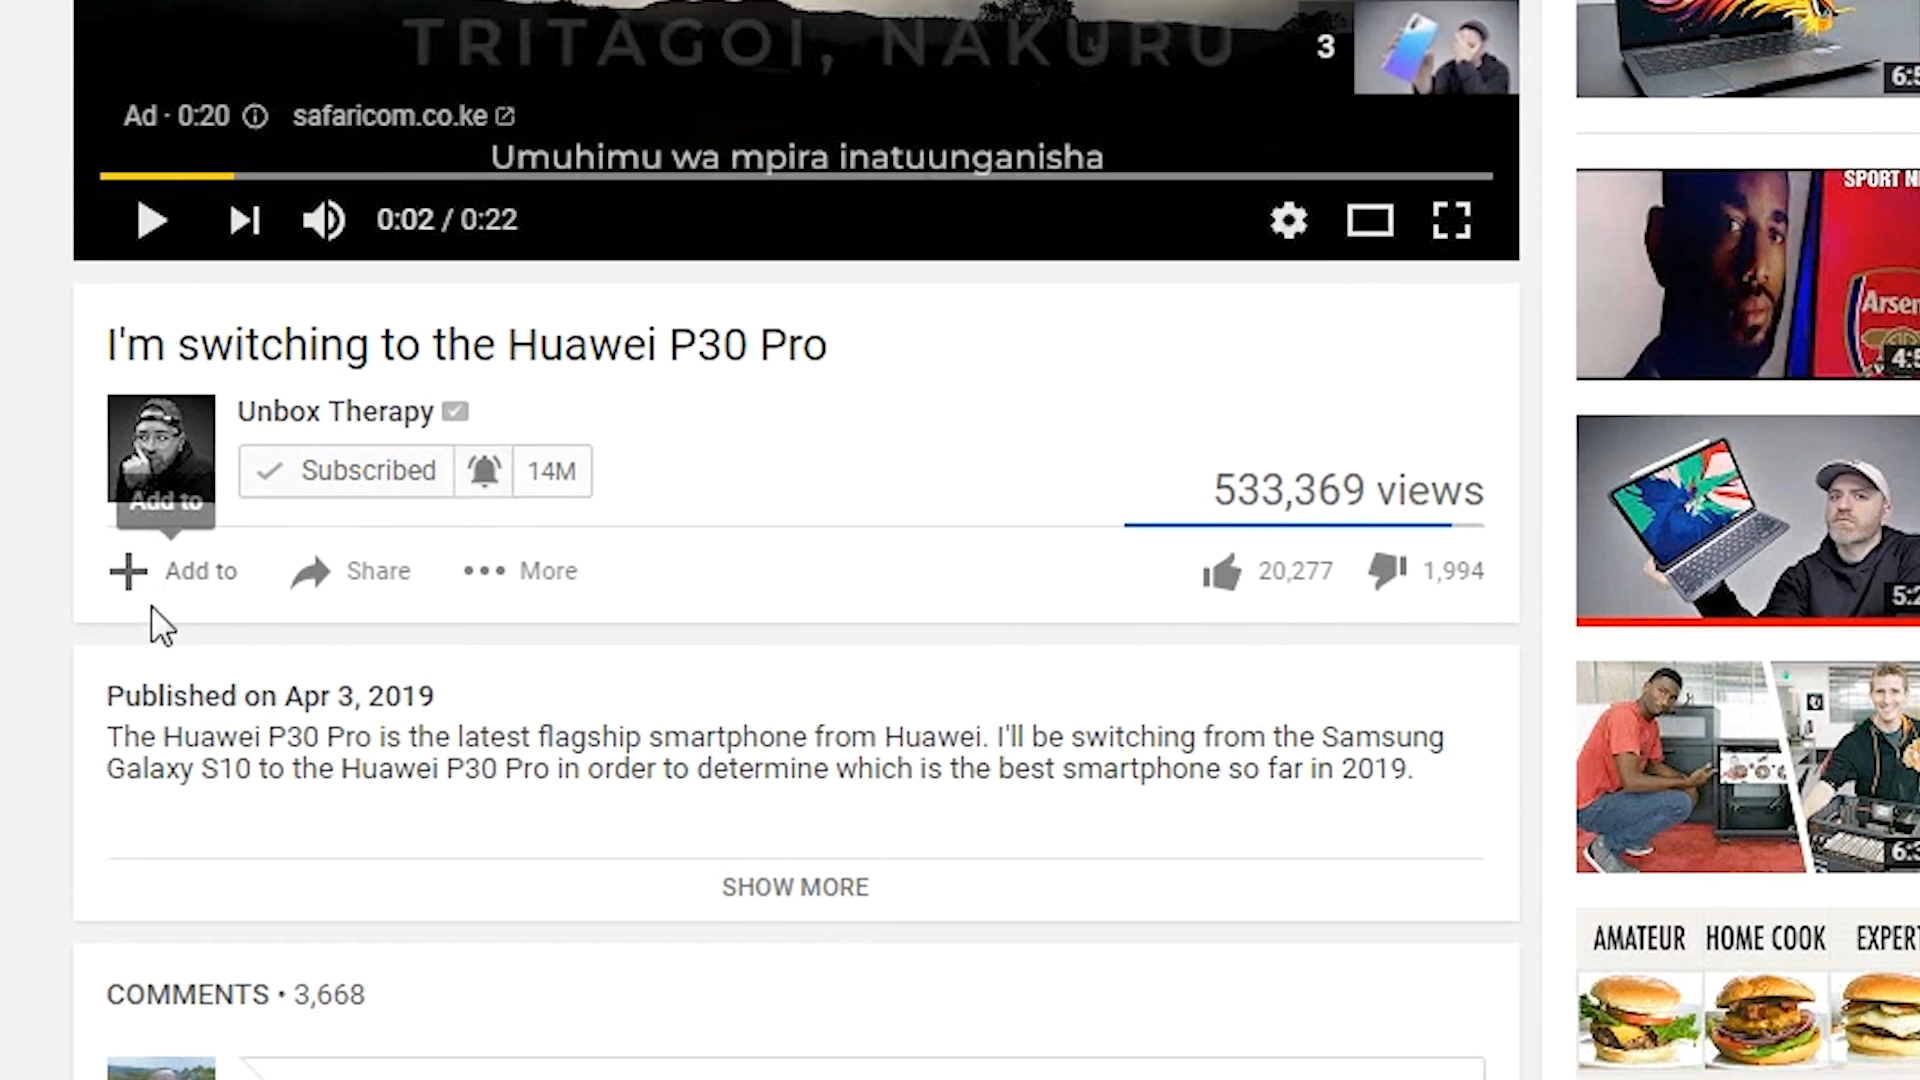 TRITAGOI, NAKURU
3
Ad · 0:20
safaricom.co.ke
Umuhimu wa mpira inatuunganisha
0:02 / 0:22
I'm switching to the Huawei P30 Pro
Unbox Therapy
Subscribed
14M
533,369 views
Add to
Add to
Share
More
20,277
1,994
Published on Apr 3, 2019
The Huawei P30 Pro is the latest flagship smartphone from Huawei. I'll be switching from the Samsung
Galaxy S10 to the Huawei P30 Pro in order to determine which is the best smartphone so far in 2019.
SHOW MORE
COMMENTS • 3,668
SPORT
AMATEUR HOME COOK EXPERT